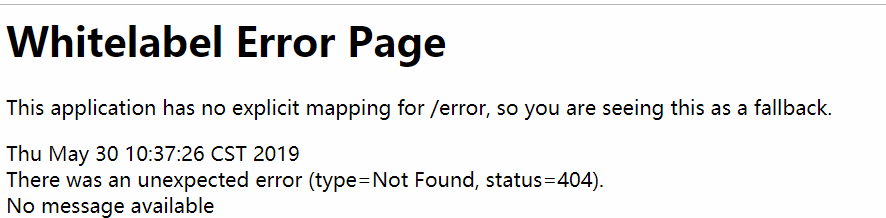 Whitelabel Error Page
This application has no explicit mapping for /error, so you are seeing this as a fallback.
Thu May 30 10:37:26 CST 2019
There was an unexpected error (type=Not Found, status=404).
No message available